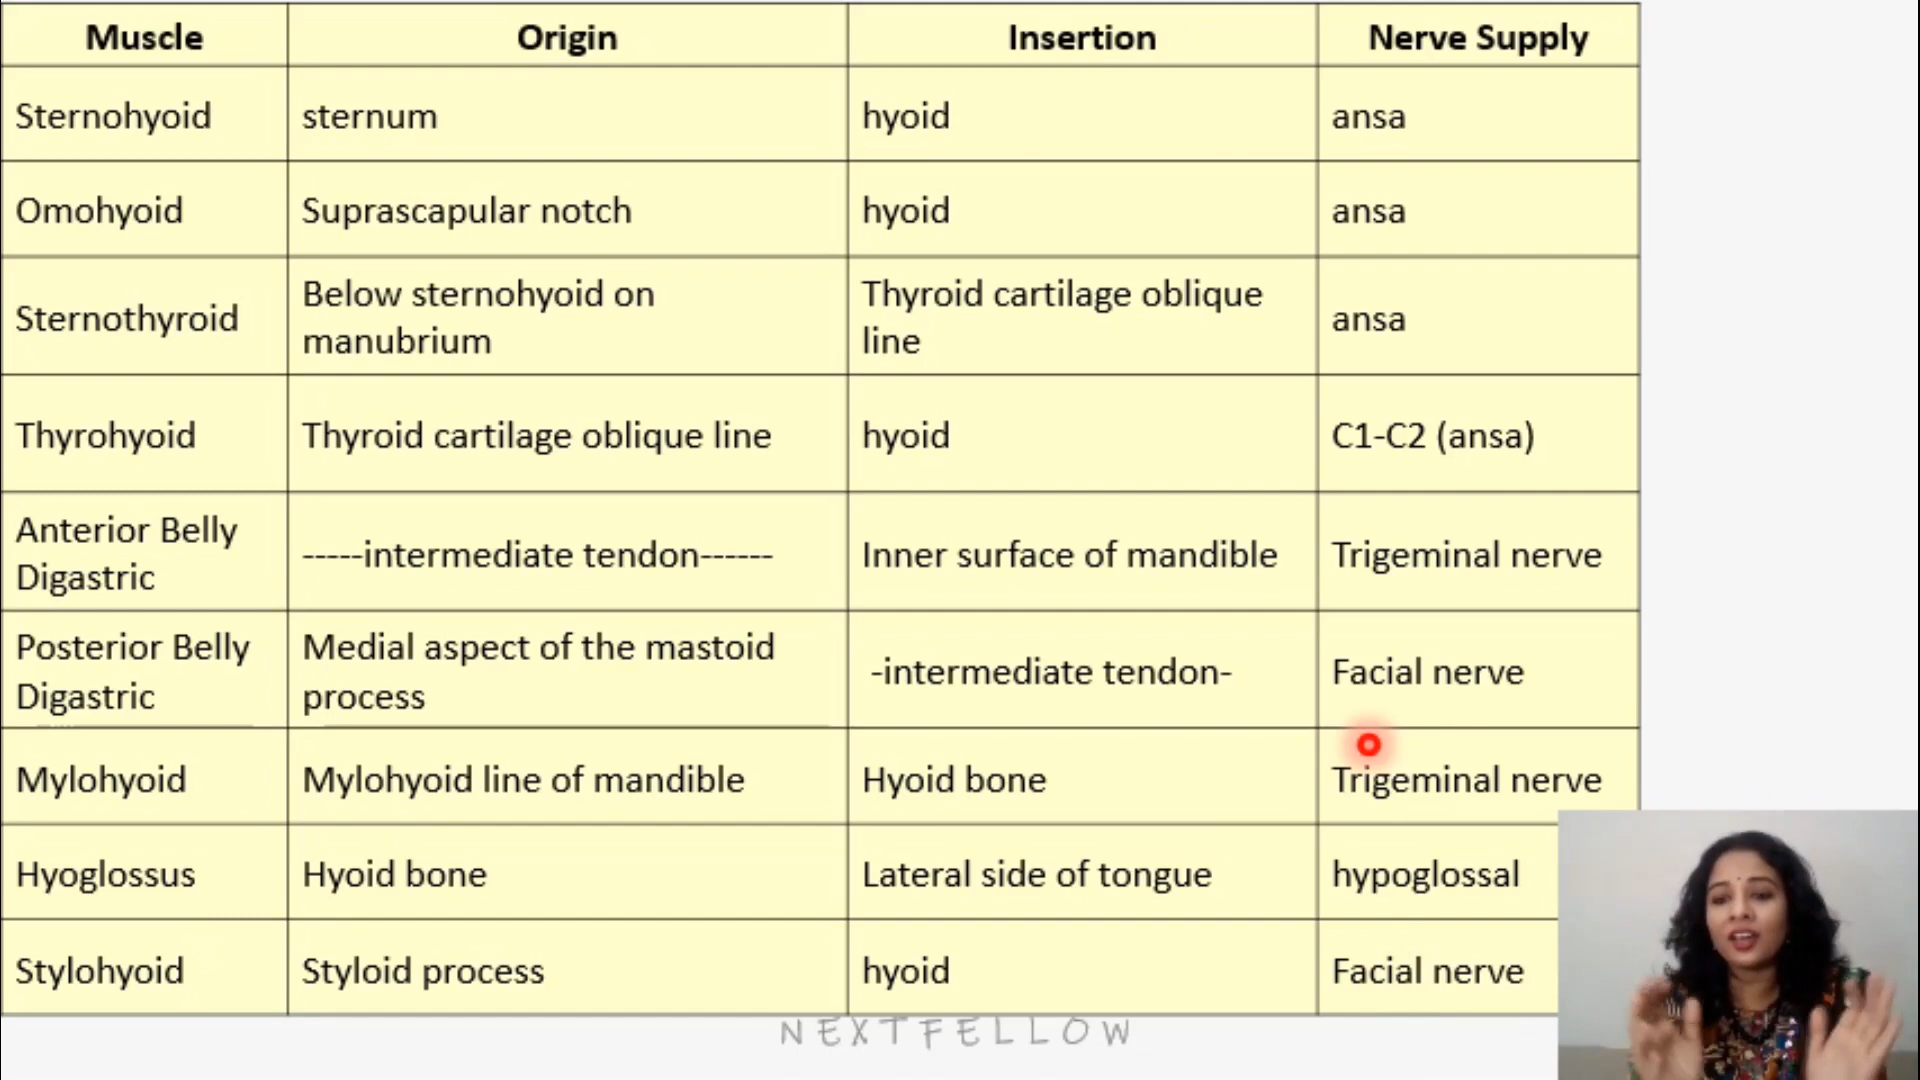 Muscle Origin Insertion Nerve Supply
Sternohyoid sternum hyoid ansa
Omohyoid Suprascapular notch hyoid ansa
Sternothyroid Below sternohyoid on
manubrium Thyroid cartilage oblique
line ansa
Thyrohyoid Thyroid cartilage oblique line hyoid C1-C2 (ansa)
Anterior Belly
Digastric -----intermediate tendon------ Inner surface of mandible Trigeminal nerve
Posterior Belly
Digastric Medial aspect of the mastoid
process -intermediate tendon- Facial nerve
Mylohyoid Mylohyoid line of mandible Hyoid bone Trigeminal nerve
Hyoglossus Hyoid bone Lateral side of tongue hypoglossal
Stylohyoid Styloid process hyoid Facial nerve
NEXTFELLOW